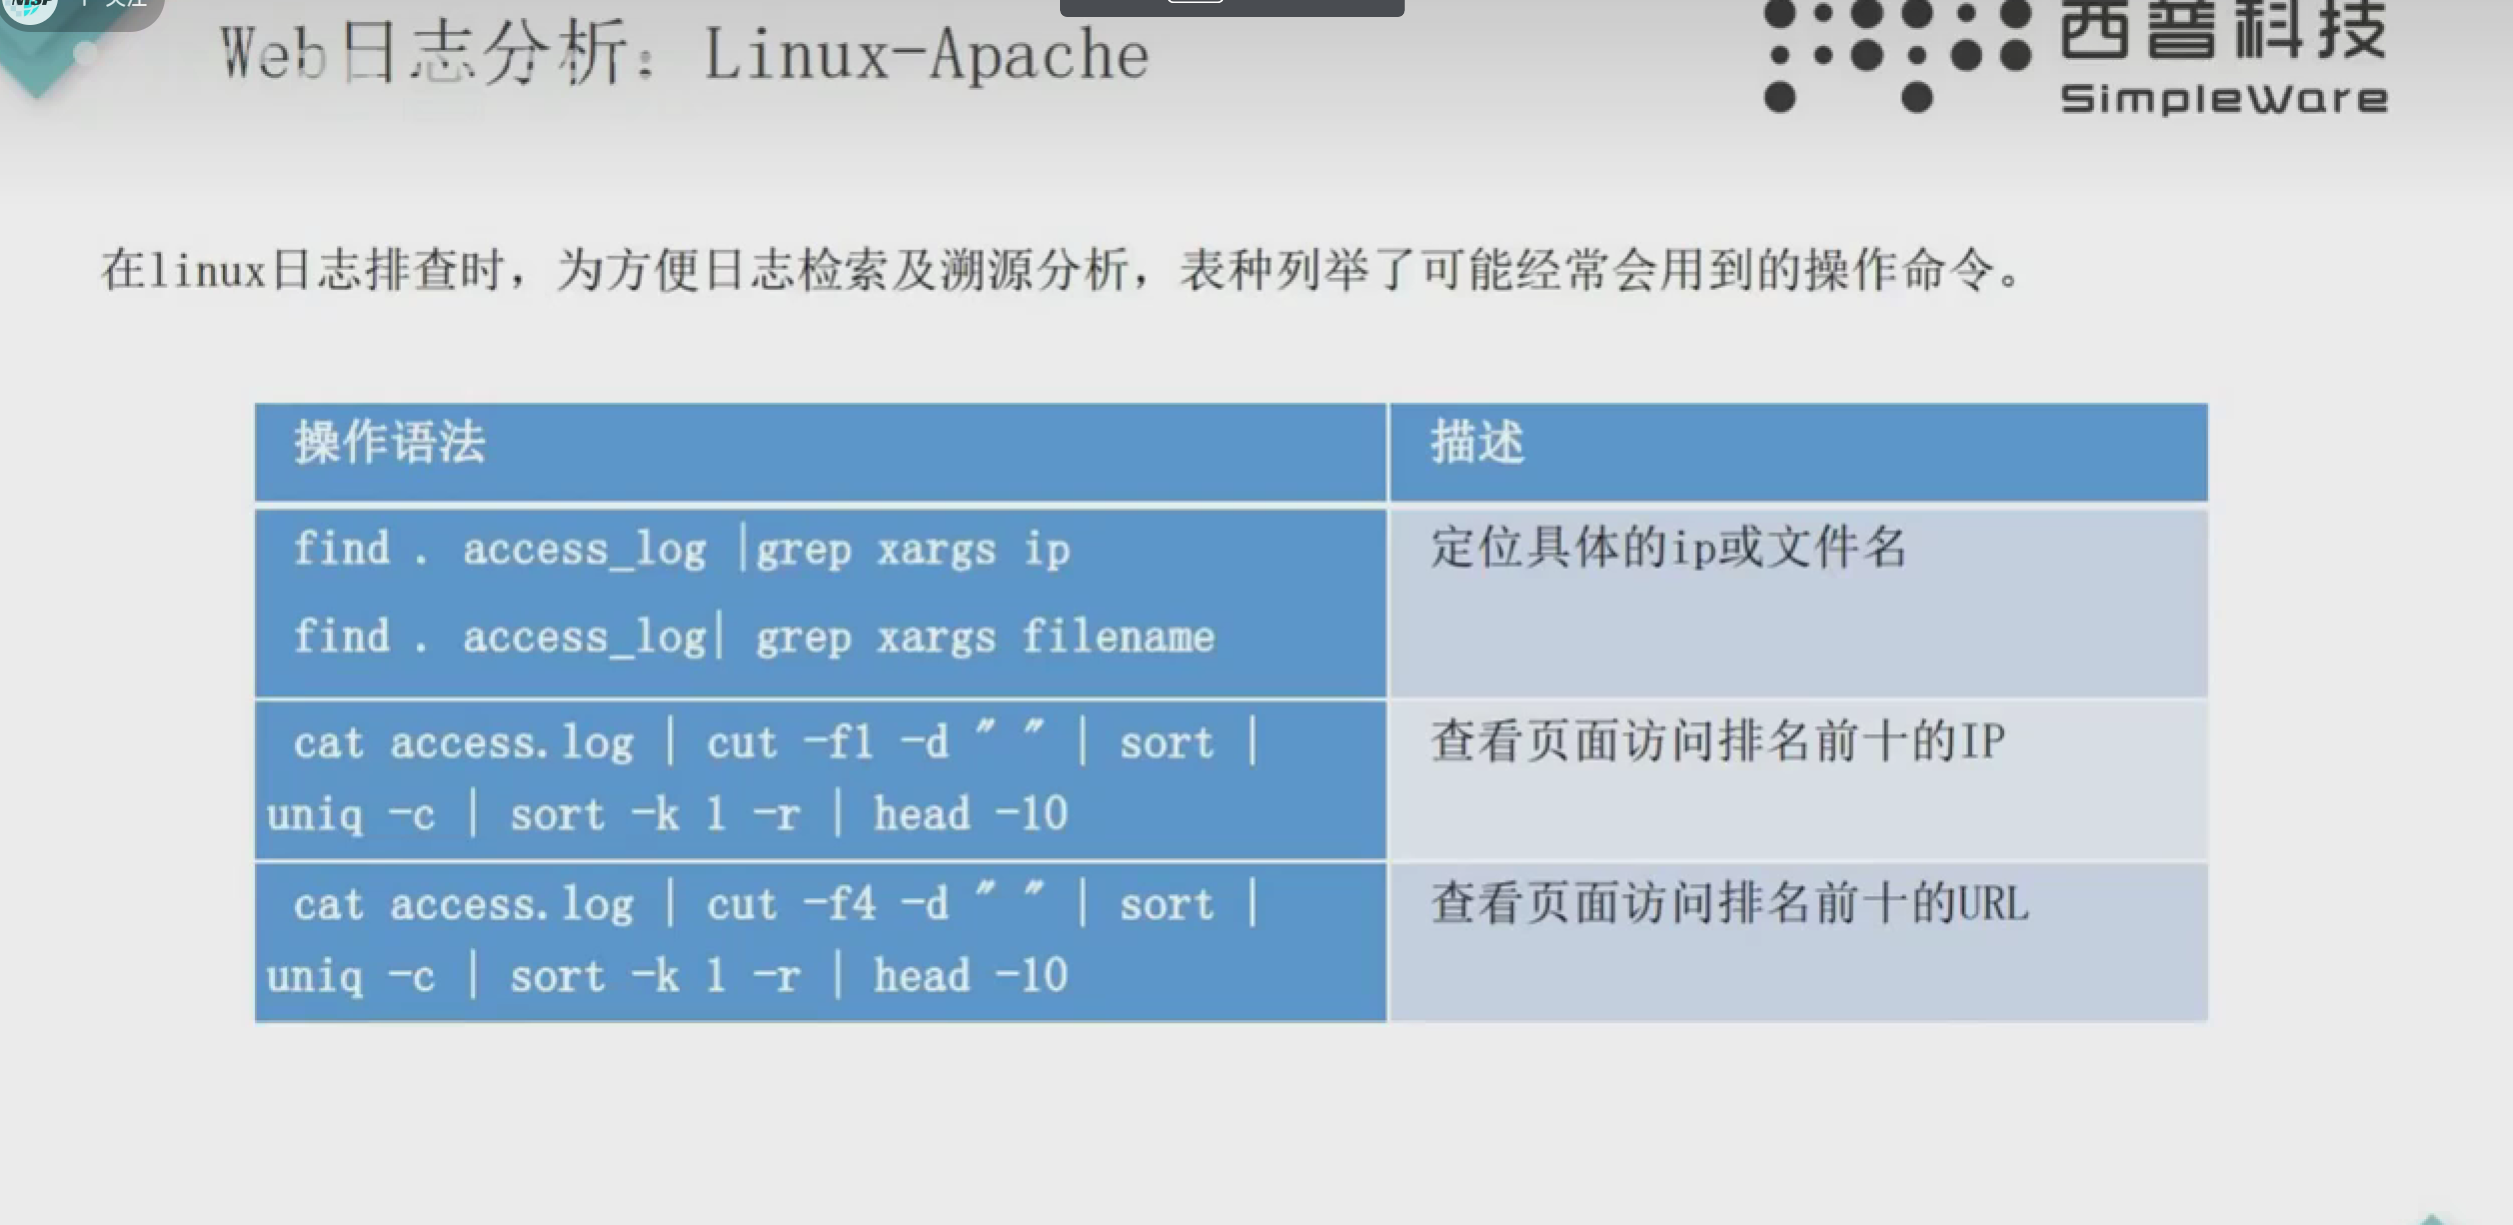 Web日志分析：Linux-Apache
西普科技
SimpleWare
在linux日志排查时，为方便日志检索及溯源分析，表种列举了可能经常会用到的操作命令。
操作语法
描述
find . access_log |grep xargs ip
定位具体的ip或文件名
find . access_log| grep xargs filename
cat access.log | cut -f1 -d " " | sort |
uniq -c | sort -k 1 -r | head -10
查看页面访问排名前十的IP
cat access.log | cut -f4 -d " " | sort |
uniq -c | sort -k 1 -r | head -10
查看页面访问排名前十的URL